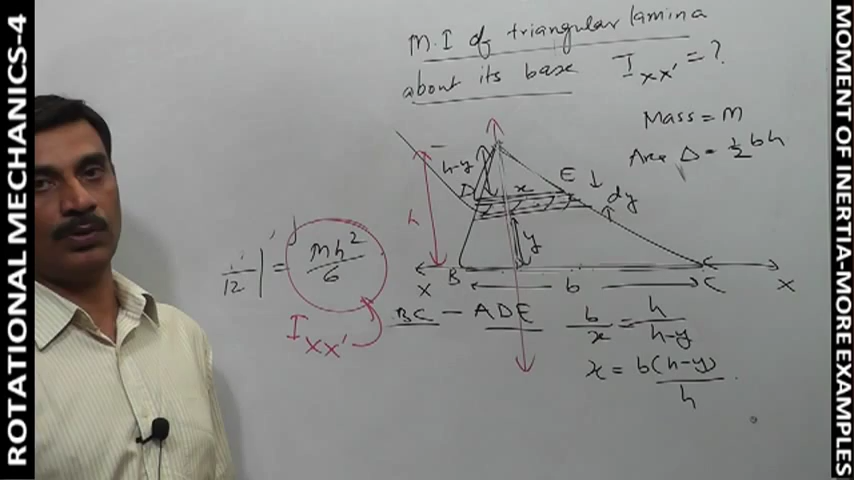 ROTATIONAL MECHANICS-4
M.I of triangular lamina
about its base I_xx' = ?
Mass = m
Area Δ = 1/2 bh
h-y
D
x
E
dy
h
y
B
C
x
b
x
= mh²/6
12
I_xx'
BC - ADE
b/x = h/h-y
x = b(h-y)/h
MOMENT OF INERTIA-MORE EXAMPLES